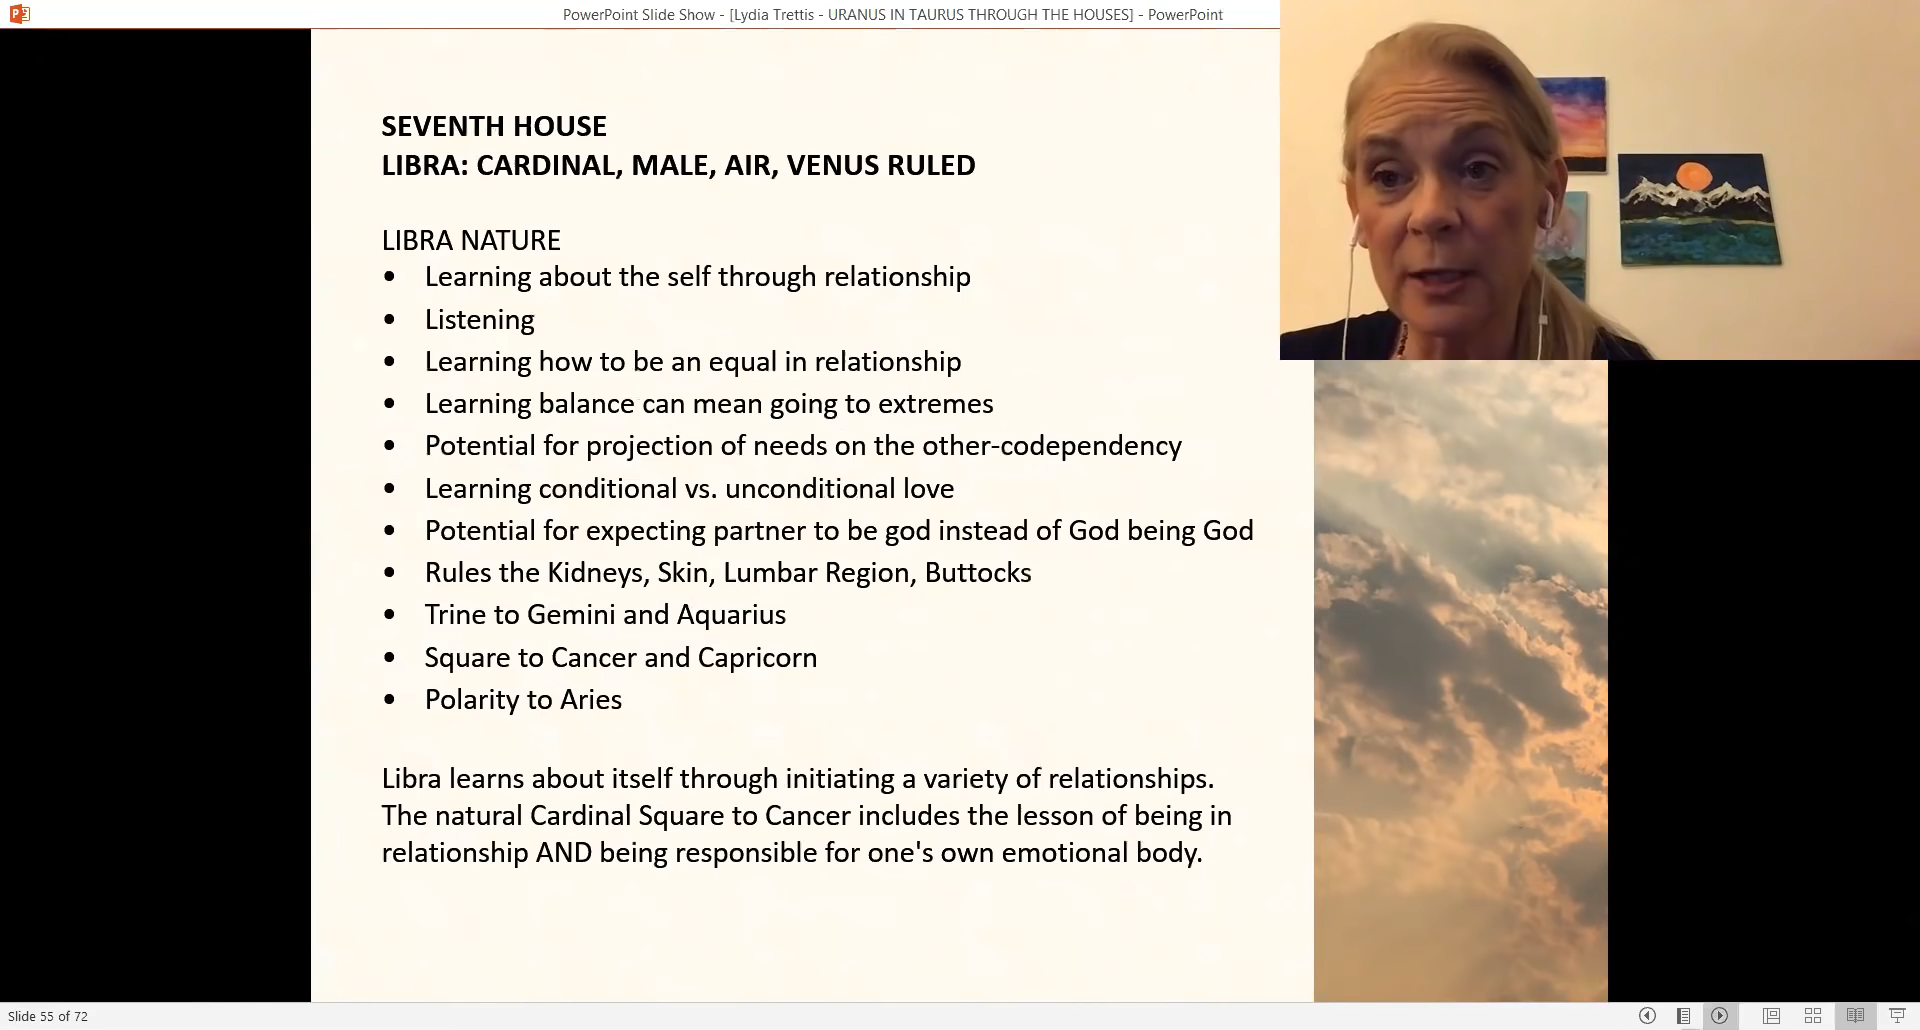 PowerPoint Slide Show - [Lydia Trettis - URANUS IN TAURUS THROUGH THE HOUSES] - PowerPoint
SEVENTH HOUSE
LIBRA: CARDINAL, MALE, AIR, VENUS RULED
LIBRA NATURE
• Learning about the self through relationship
• Listening
• Learning how to be an equal in relationship
• Learning balance can mean going to extremes
• Potential for projection of needs on the other-codependency
• Learning conditional vs. unconditional love
• Potential for expecting partner to be god instead of God being God
• Rules the Kidneys, Skin, Lumbar Region, Buttocks
• Trine to Gemini and Aquarius
• Square to Cancer and Capricorn
• Polarity to Aries
Libra learns about itself through initiating a variety of relationships.
The natural Cardinal Square to Cancer includes the lesson of being in
relationship AND being responsible for one's own emotional body.
Slide 55 of 72